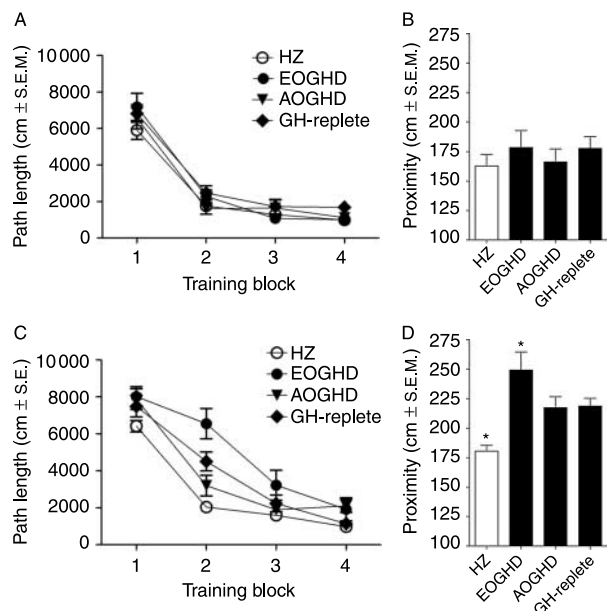 A
Path length (cm ± S.E.M.)
10 000
8000
6000
4000
2000
0
HZ
EOGHD
AOGHD
GH-replete
1 2 3 4
Training block
B
Proximity (cm ± S.E.M.)
275
250
225
200
175
150
125
100
HZ
EOGHD
AOGHD
GH-replete
C
Path length (cm ± S.E.)
10 000
8000
6000
4000
2000
0
HZ
EOGHD
AOGHD
GH-replete
1 2 3 4
Training block
D
Proximity (cm ± S.E.M.)
275
250
225
200
175
150
125
100
*
*
HZ
EOGHD
AOGHD
GH-replete